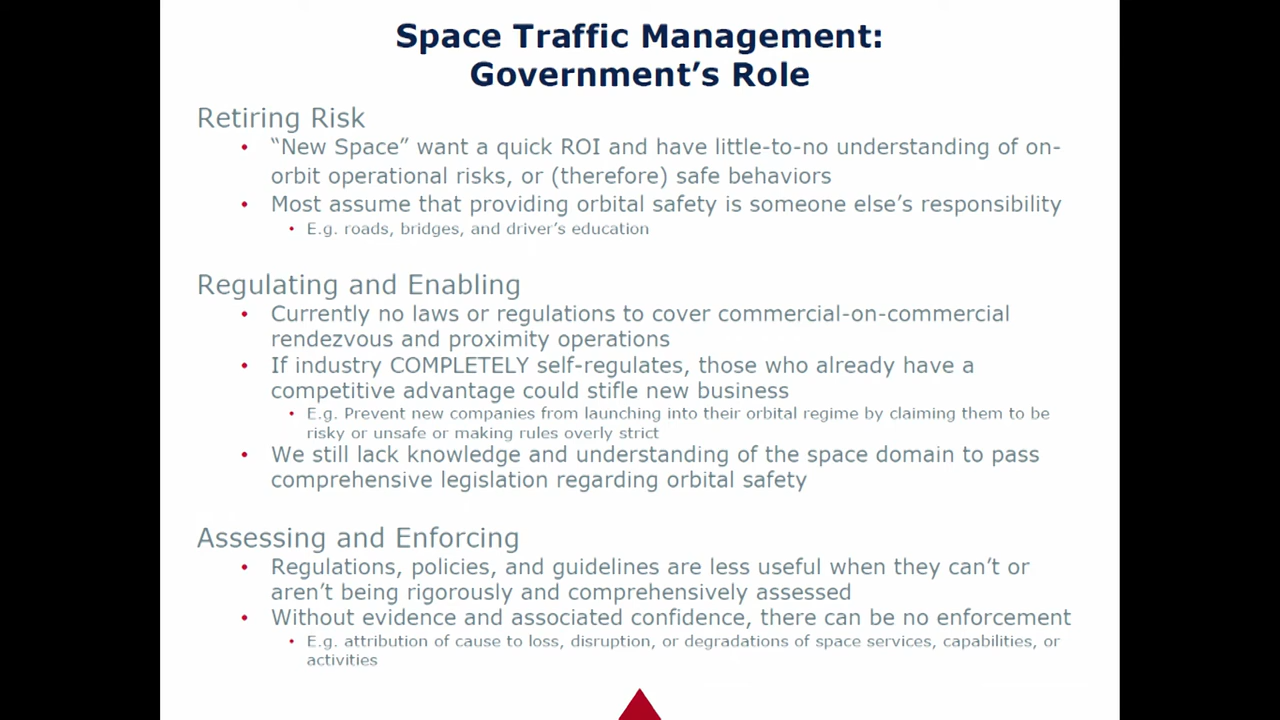 Space Traffic Management:
Government’s Role
Retiring Risk
• “New Space” want a quick ROI and have little-to-no understanding of on-
orbit operational risks, or (therefore) safe behaviors
• Most assume that providing orbital safety is someone else’s responsibility
• E.g. roads, bridges, and driver’s education
Regulating and Enabling
• Currently no laws or regulations to cover commercial-on-commercial
rendezvous and proximity operations
• If industry COMPLETELY self-regulates, those who already have a
competitive advantage could stifle new business
• E.g. Prevent new companies from launching into their orbital regime by claiming them to be
risky or unsafe or making rules overly strict
• We still lack knowledge and understanding of the space domain to pass
comprehensive legislation regarding orbital safety
Assessing and Enforcing
• Regulations, policies, and guidelines are less useful when they can’t or
aren’t being rigorously and comprehensively assessed
• Without evidence and associated confidence, there can be no enforcement
• E.g. attribution of cause to loss, disruption, or degradations of space services, capabilities, or
activities